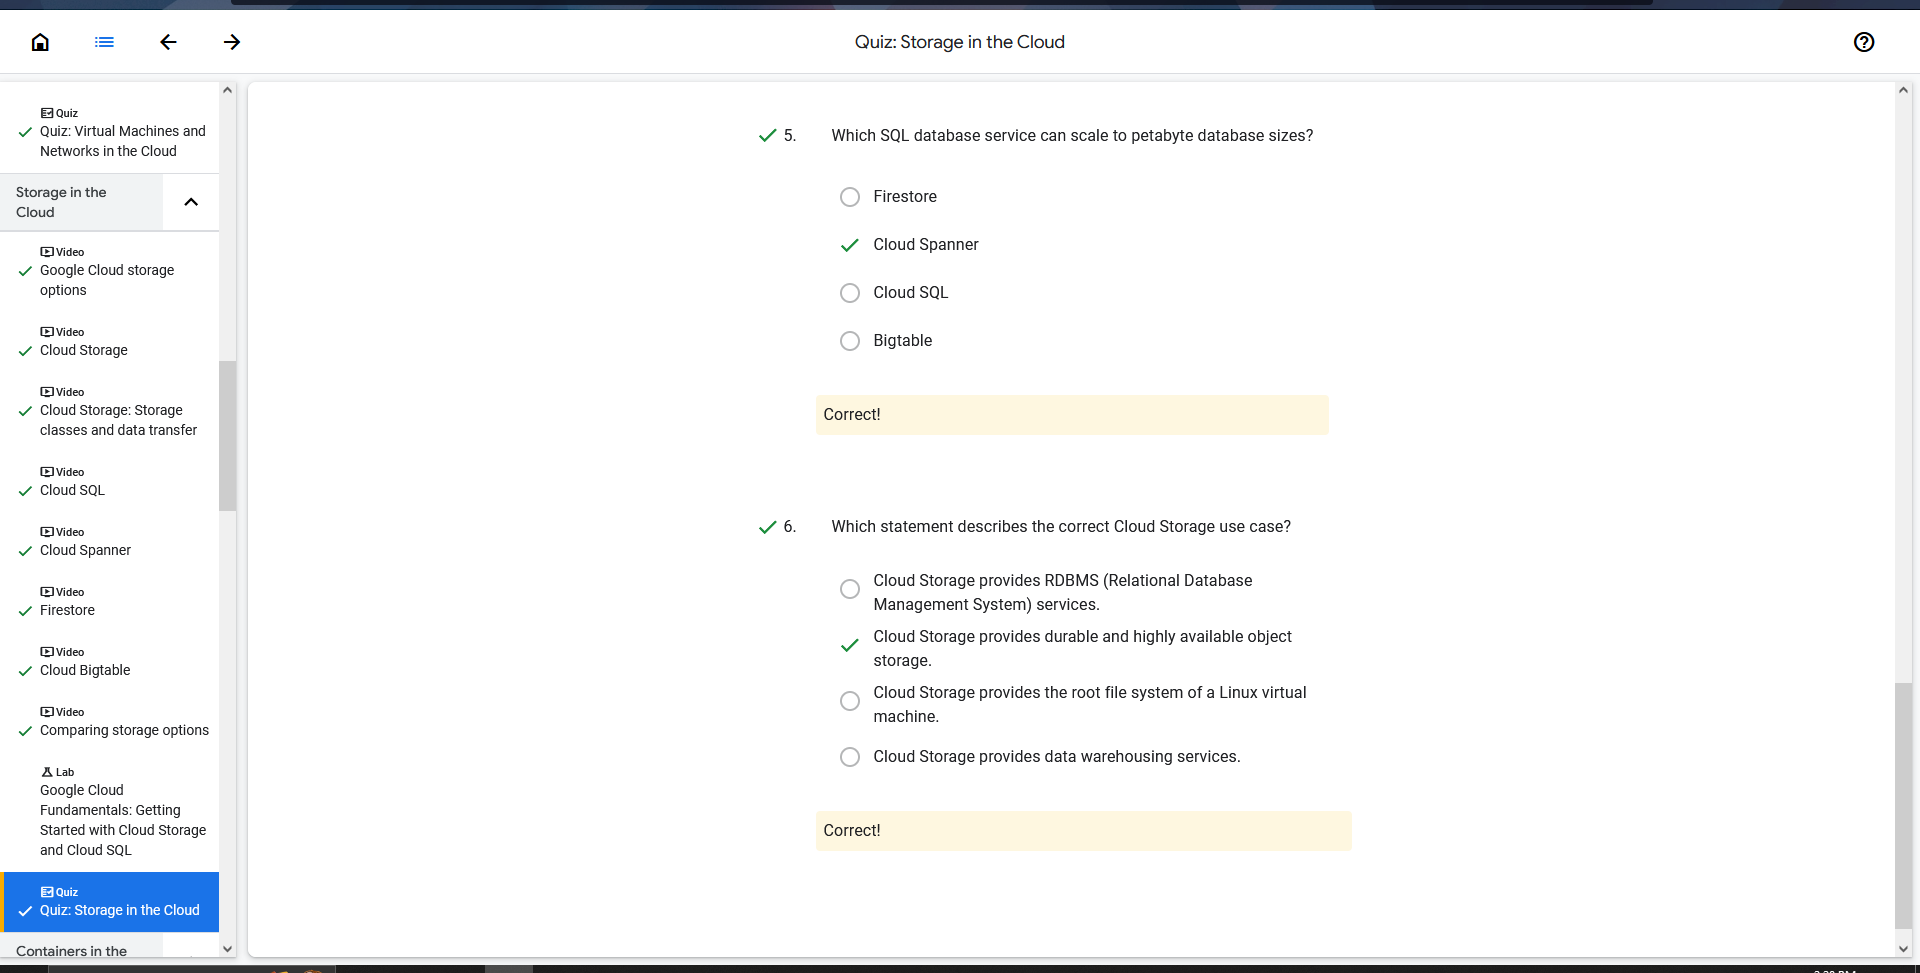 Quiz: Storage in the Cloud
Quiz
Quiz: Virtual Machines and
Networks in the Cloud
Storage in the
Cloud
Video
Google Cloud storage
options
Video
Cloud Storage
Video
Cloud Storage: Storage
classes and data transfer
Video
Cloud SQL
Video
Cloud Spanner
Video
Firestore
Video
Cloud Bigtable
Video
Comparing storage options
Lab
Google Cloud
Fundamentals: Getting
Started with Cloud Storage
and Cloud SQL
Quiz
Quiz: Storage in the Cloud
Containers in the
5. Which SQL database service can scale to petabyte database sizes?
Firestore
Cloud Spanner
Cloud SQL
Bigtable
Correct!
6. Which statement describes the correct Cloud Storage use case?
Cloud Storage provides RDBMS (Relational Database
Management System) services.
Cloud Storage provides durable and highly available object
storage.
Cloud Storage provides the root file system of a Linux virtual
machine.
Cloud Storage provides data warehousing services.
Correct!